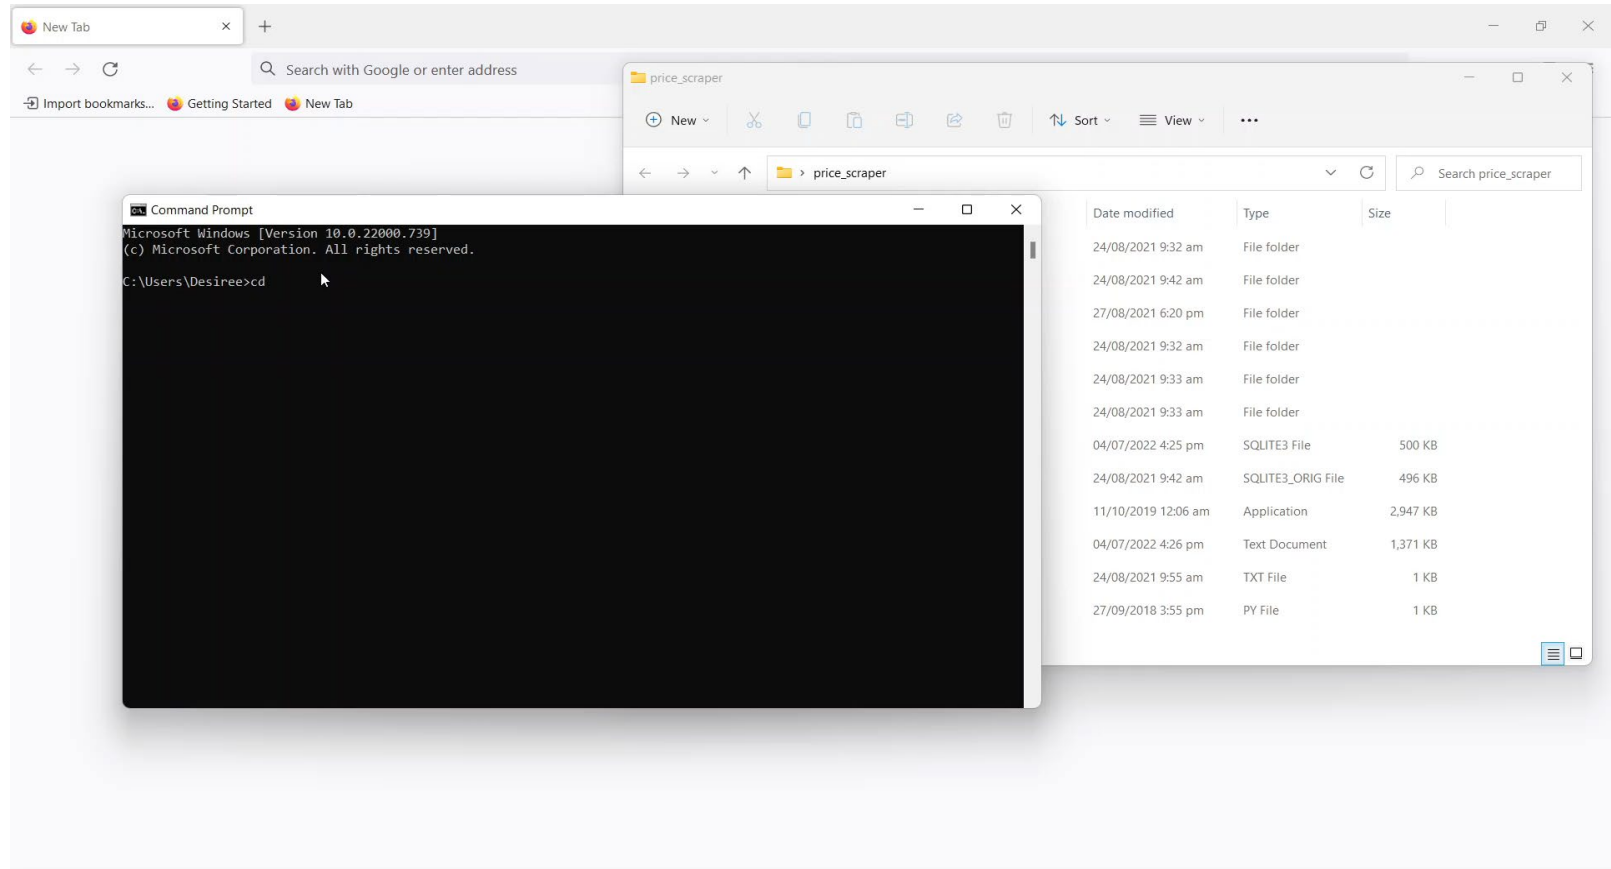 New Tab
Search with Google or enter address
Import bookmarks... Getting Started New Tab
price_scraper
New Sort View
price_scraper Search price_scraper
Command Prompt
Microsoft Windows [Version 10.0.22000.739]
(c) Microsoft Corporation. All rights reserved.
C:\Users\Desiree>cd
Date modified Type Size
24/08/2021 9:32 am File folder
24/08/2021 9:42 am File folder
27/08/2021 6:20 pm File folder
24/08/2021 9:32 am File folder
24/08/2021 9:33 am File folder
24/08/2021 9:33 am File folder
04/07/2022 4:25 pm SQLITE3 File 500 KB
24/08/2021 9:42 am SQLITE3_ORIG File 496 KB
11/10/2019 12:06 am Application 2,947 KB
04/07/2022 4:26 pm Text Document 1,371 KB
24/08/2021 9:55 am TXT File 1 KB
27/09/2018 3:55 pm PY File 1 KB